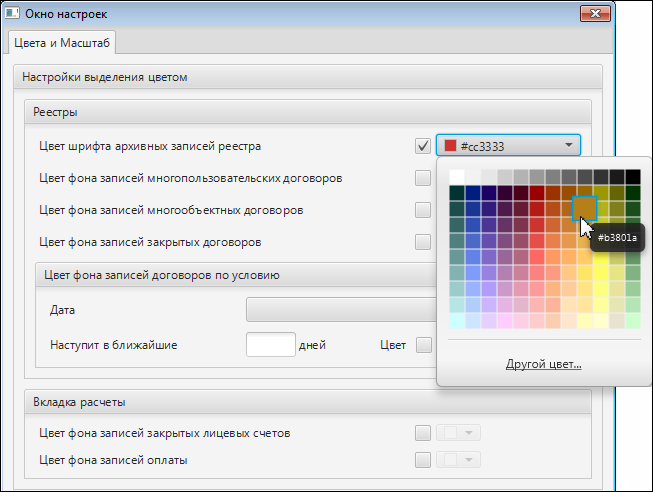 Окно настроек
Цвета и Масштаб
Настройки выделения цветом
Реестры
Цвет шрифта архивных записей реестра
#cc3333
Цвет фона записей многопользовательских договоров
Цвет фона записей многообъектных договоров
Цвет фона записей закрытых договоров
#b3801a
Цвет фона записей договоров по условию
Дата
Наступит в ближайшие дней Цвет
Другой цвет...
Вкладка расчеты
Цвет фона записей закрытых лицевых счетов
Цвет фона записей оплаты